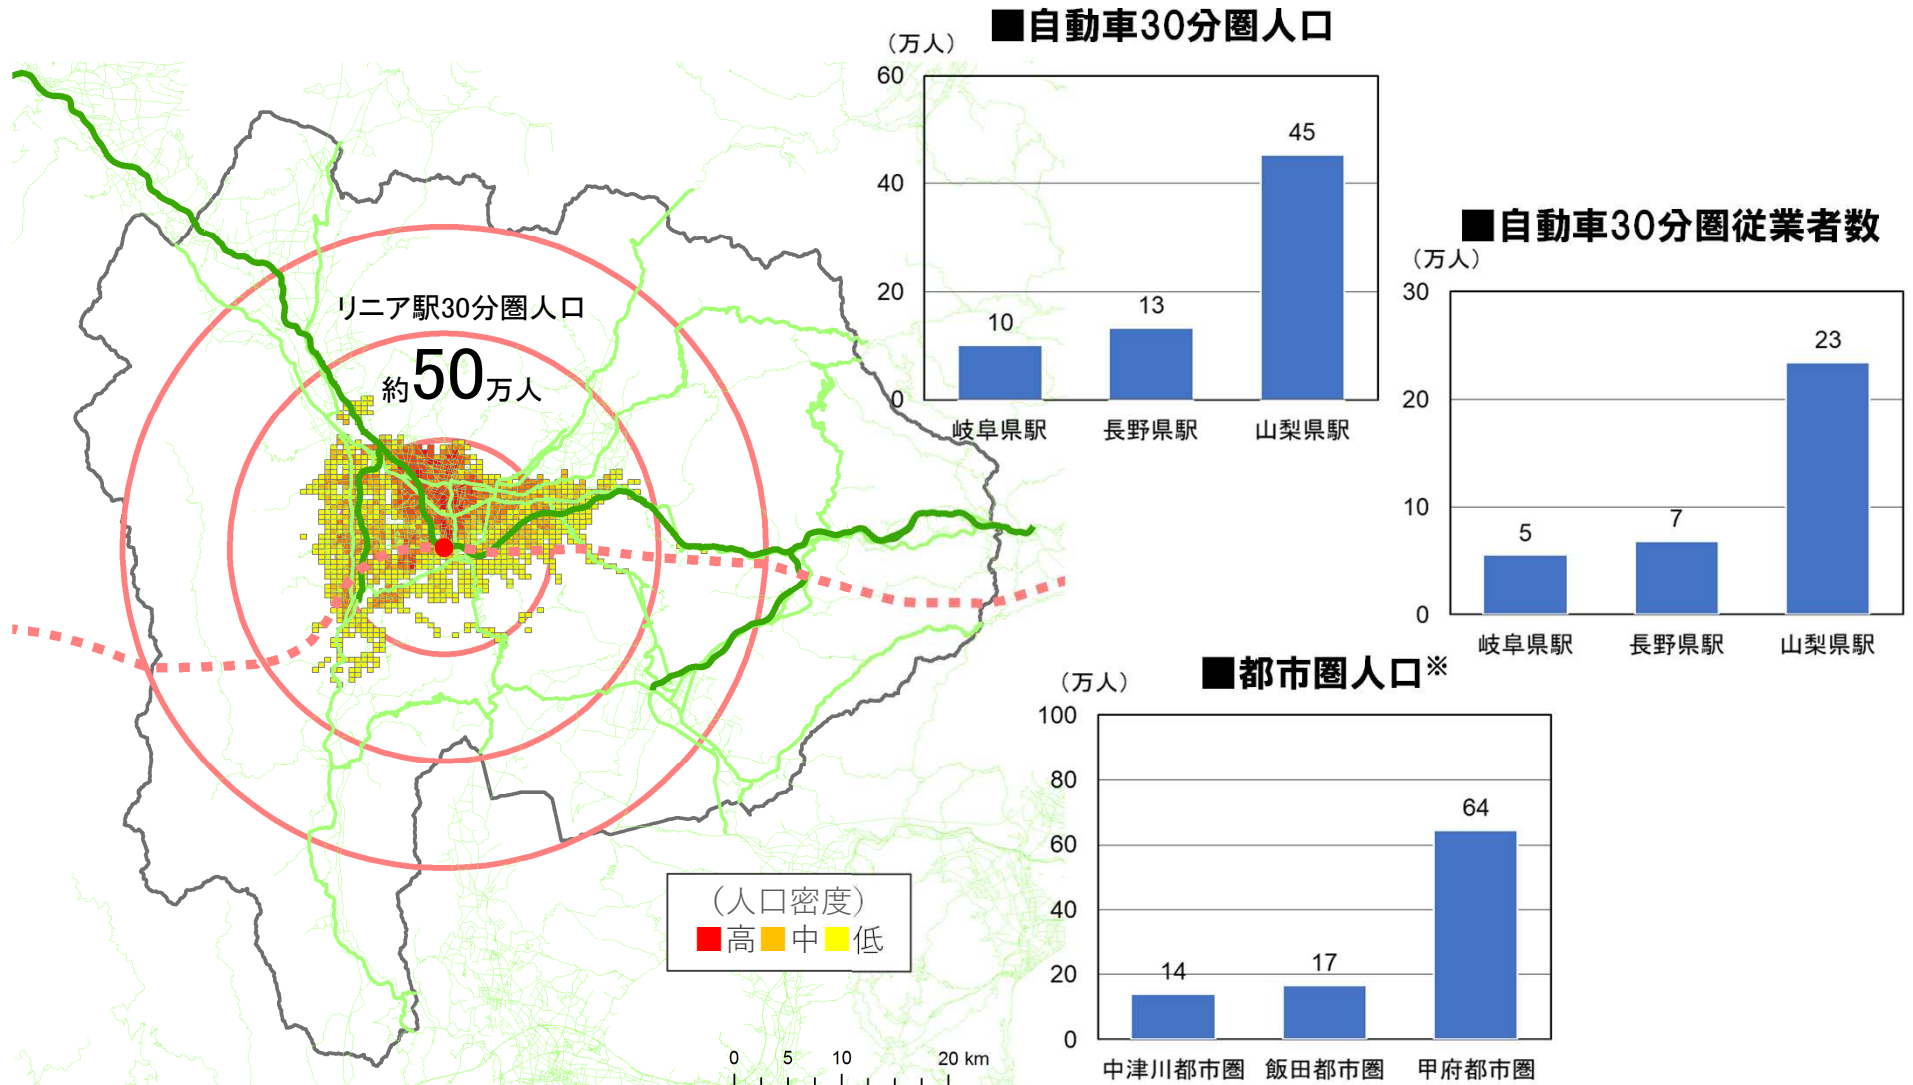 リニア駅30分圏人口
約50万人
(人口密度)
■高■中■低
0 5 10 20 km
■自動車30分圏人口
(万人)
60
40
20
0
45
13
10
岐阜県駅 長野県駅 山梨県駅
■自動車30分圏従業者数
(万人)
30
20
10
0
23
7
5
岐阜県駅 長野県駅 山梨県駅
■都市圏人口※
(万人)
100
80
60
40
20
0
64
17
14
中津川都市圏 飯田都市圏 甲府都市圏